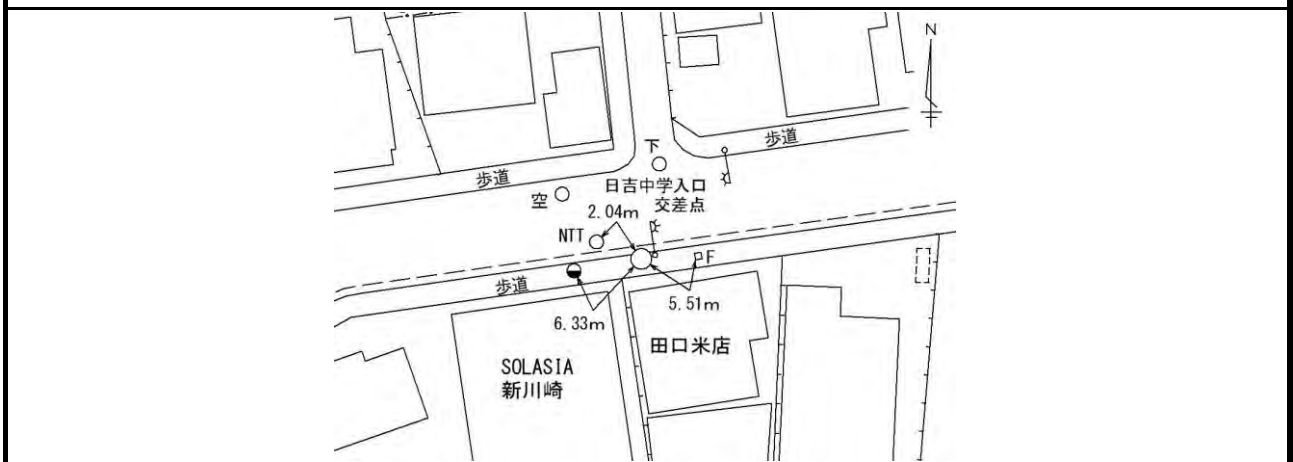 N
下
歩道
歩道
空
日吉中学入口
交差点
2.04m
NTT
F
歩道
5.51m
6.33m
田口米店
SOLASIA
新川崎